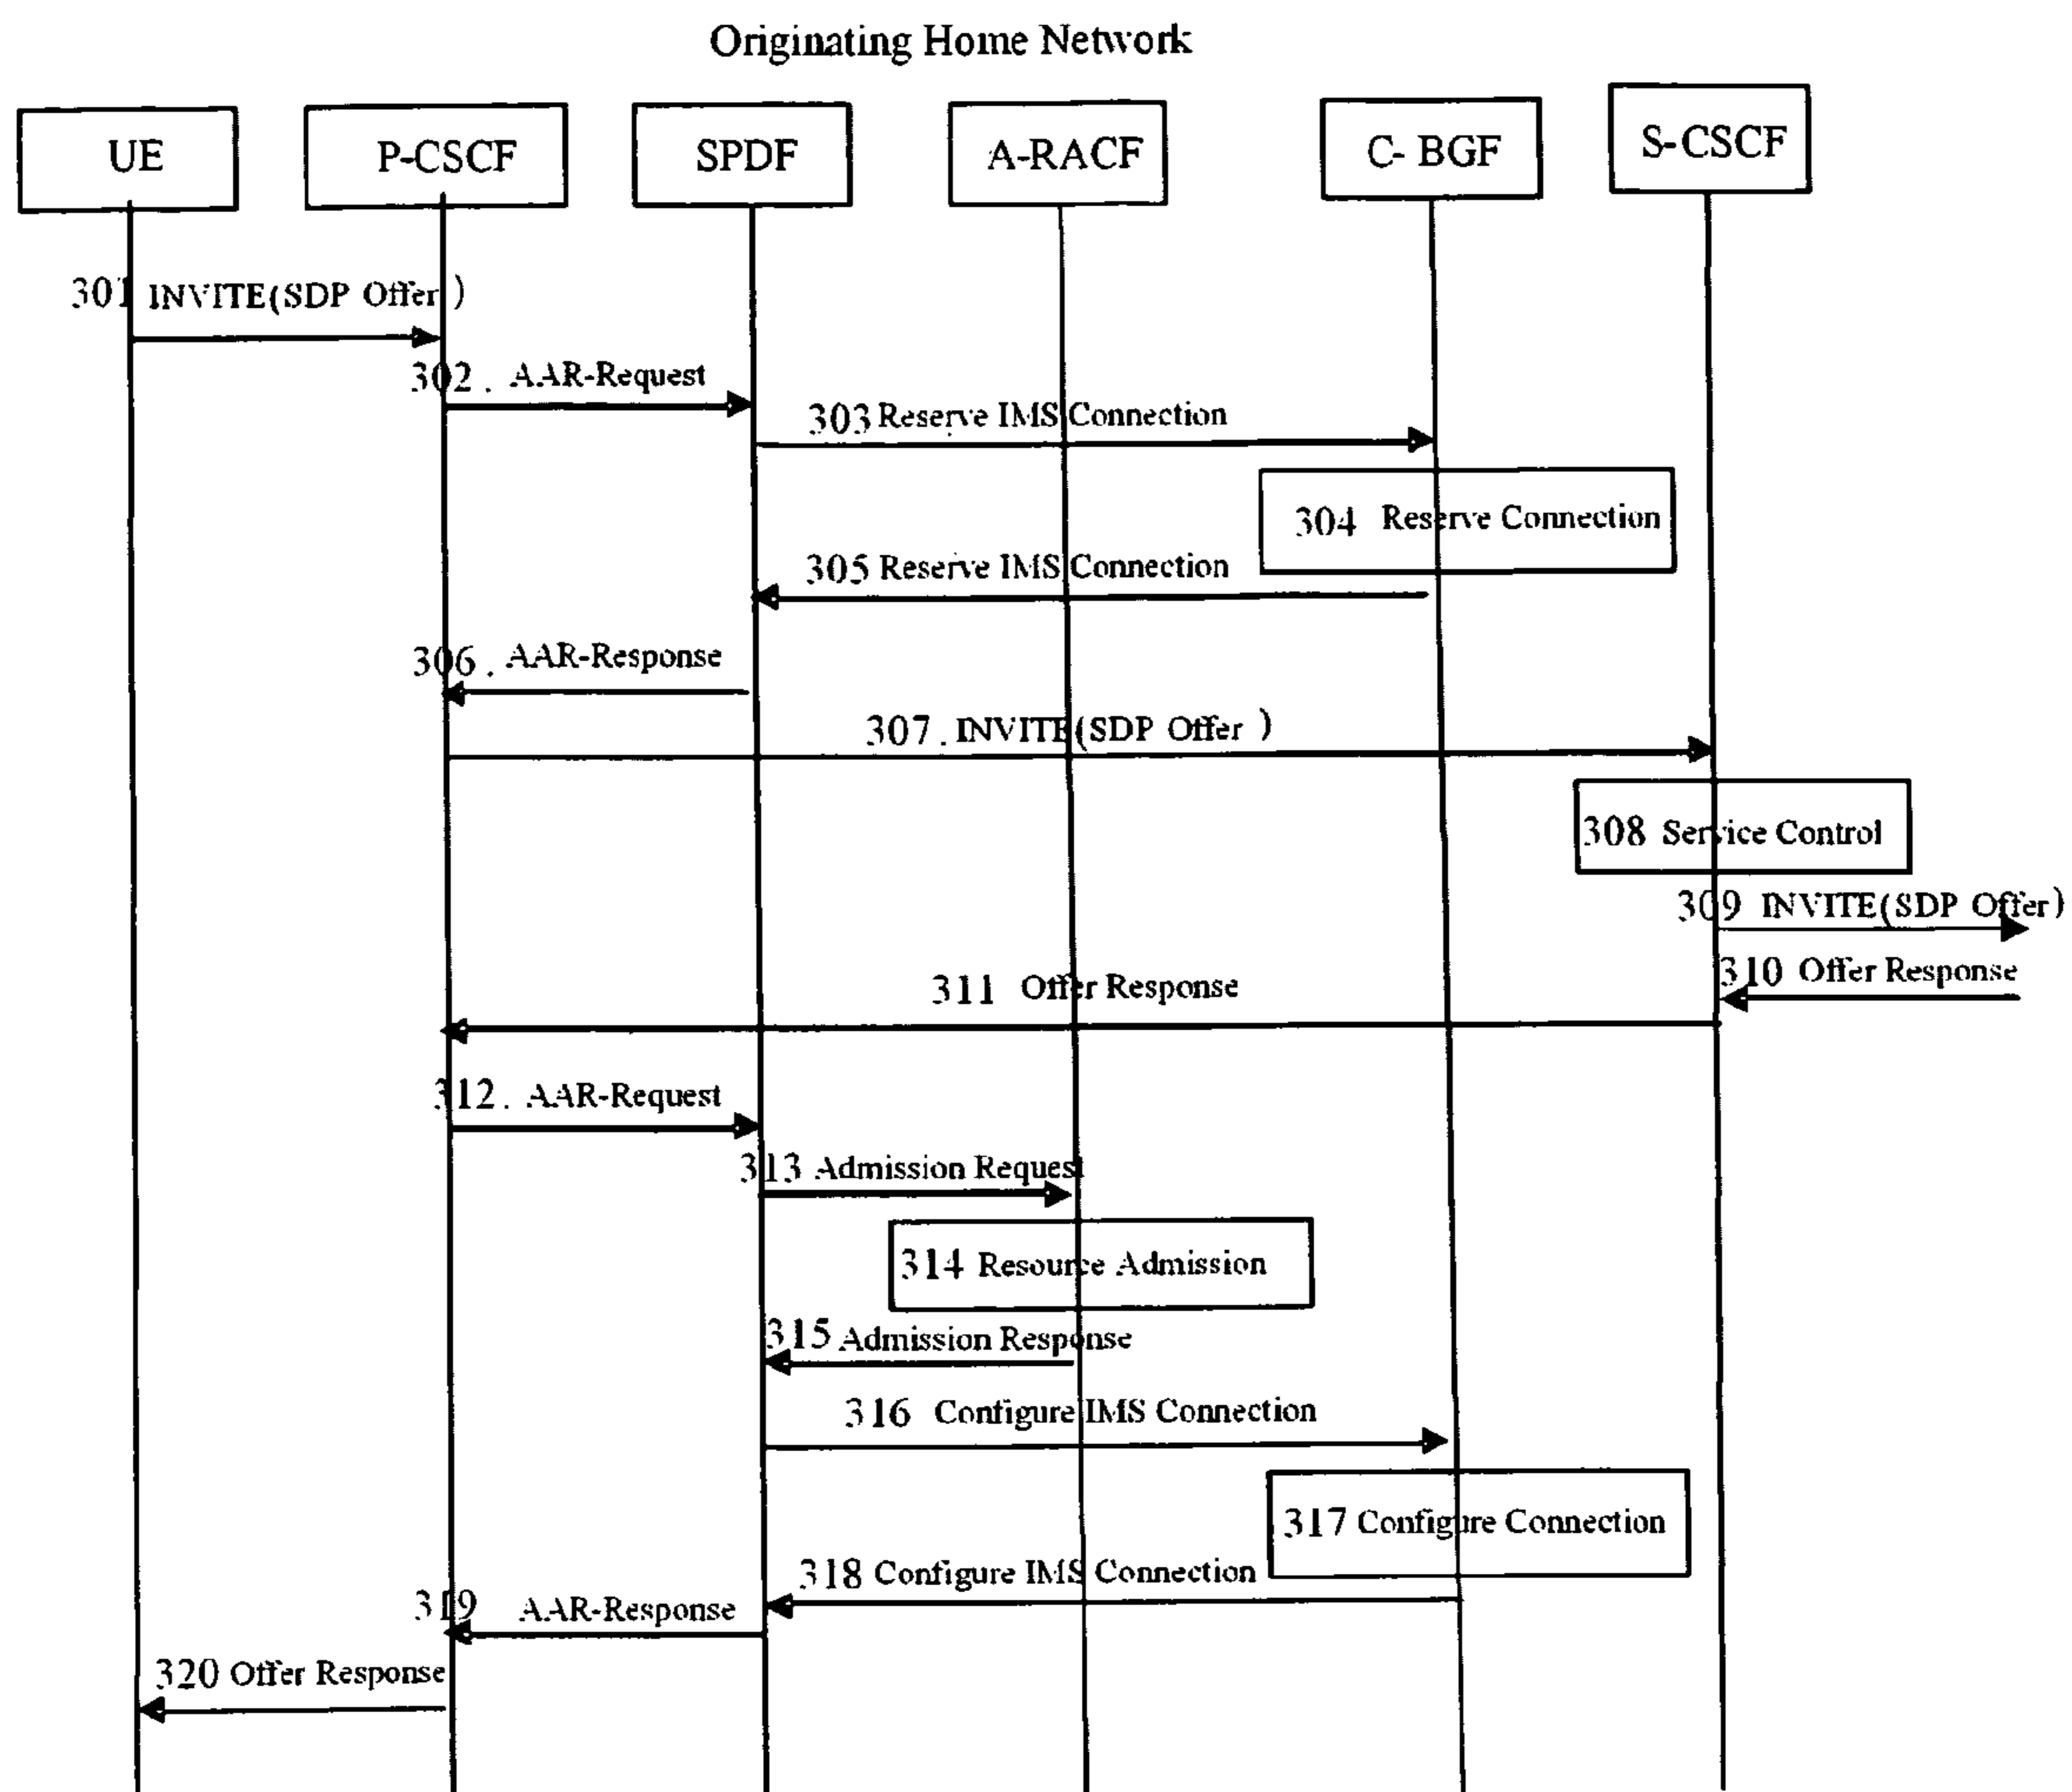 Originating Home Network
UE
P-CSCF
SPDF
A-RACF
C- BGF
S-CSCF
301 INVITE(SDP Offer )
302 . AAR-Request
303 Reserve IMS Connection
304 Reserve Connection
305 Reserve IMS Connection
306 . AAR-Response
307 . INVITE(SDP Offer )
308 Service Control
309 INVITE(SDP Offer)
310 Offer Response
311 Offer Response
312 . AAR-Request
313 Admission Request
314 Resource Admission
315 Admission Response
316 Configure IMS Connection
317 Configure Connection
318 Configure IMS Connection
319 AAR-Response
320 Offer Response